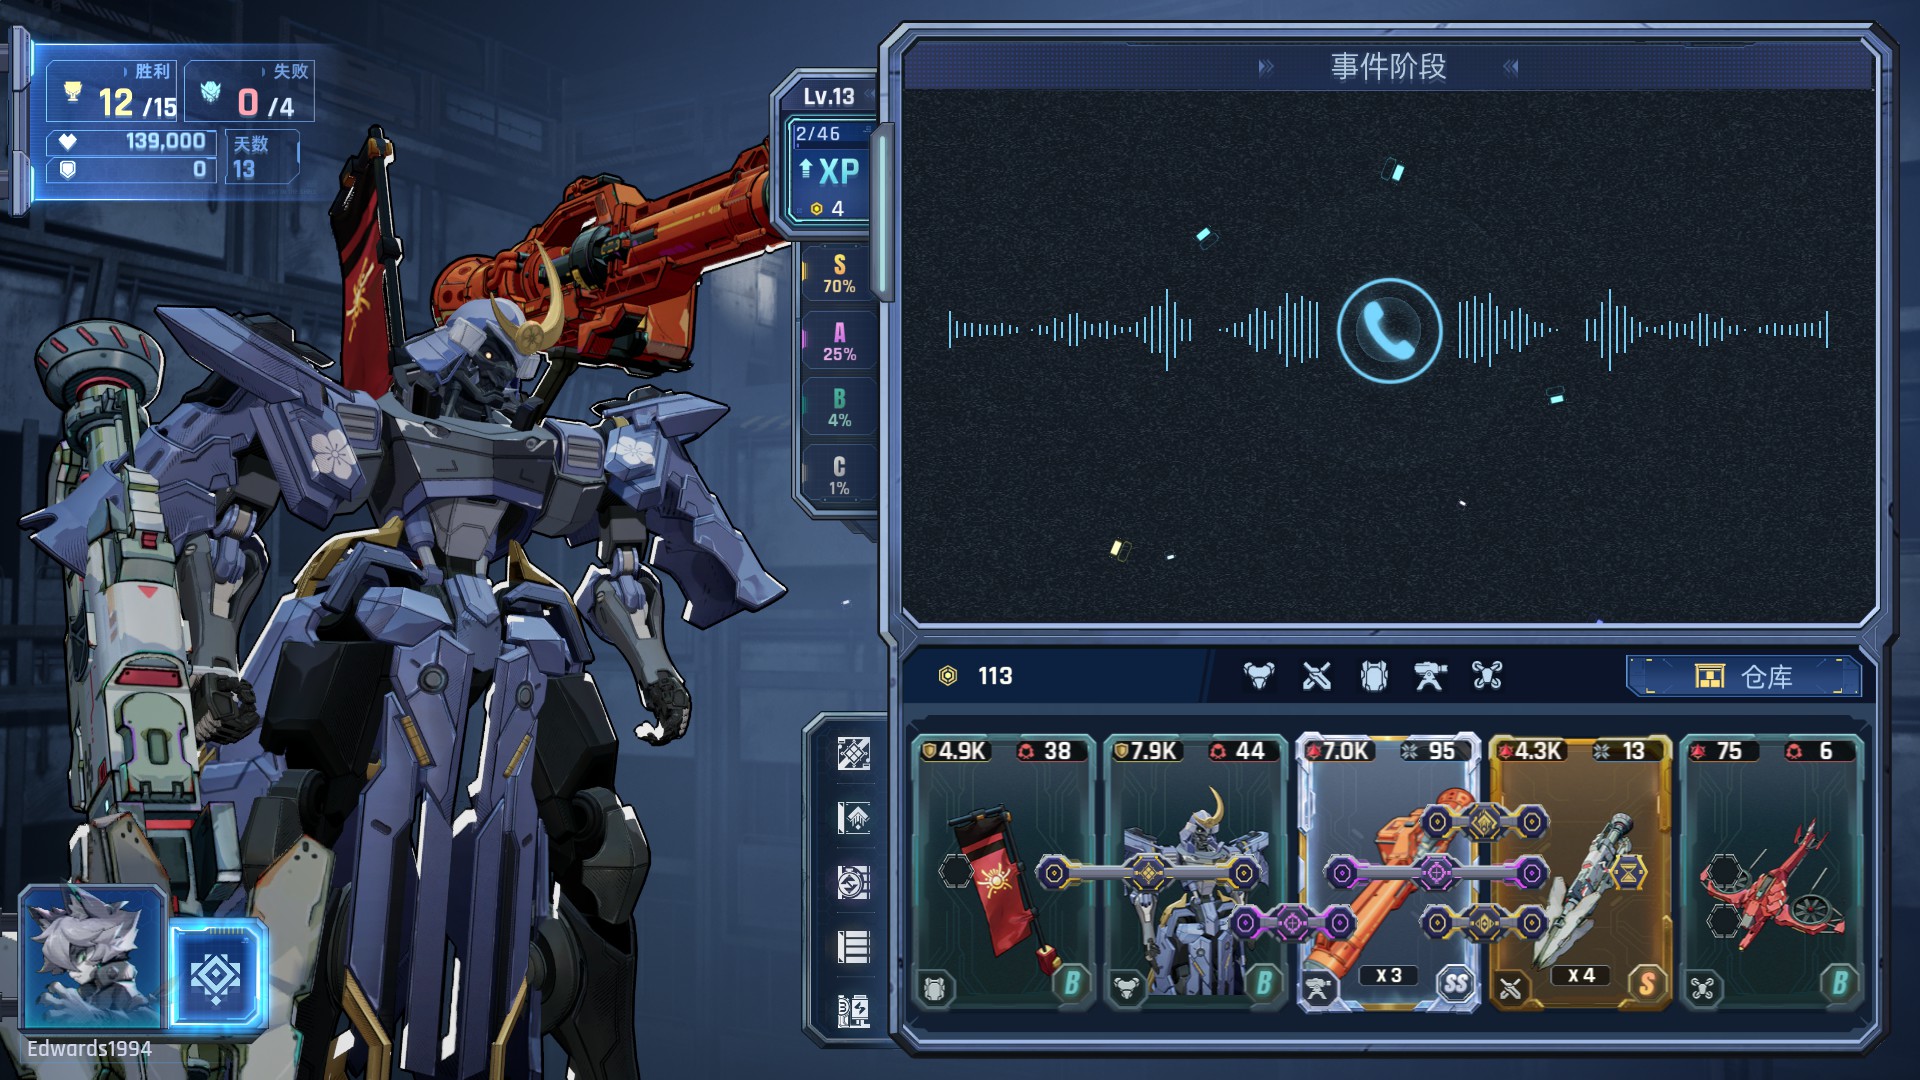 胜利
12 /15
失败
0 /4
139,000
0
天数
13
Lv.13
2/46
XP
4
S
70%
A
25%
B
4%
C
1%
事件阶段
113
仓库
4.9K
38
B
7.9K
44
B
7.0K
95
x 3
SS
4.3K
13
x 4
S
75
6
B
Edwards1994